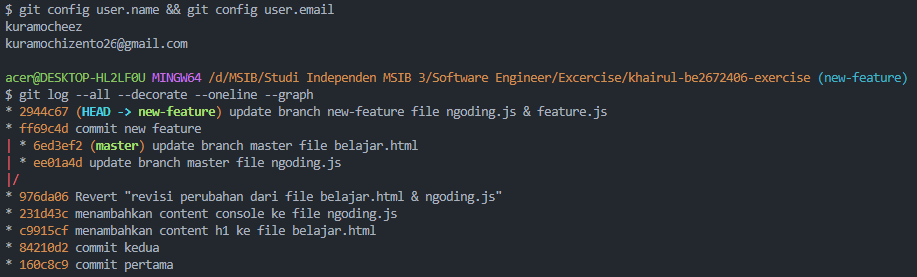 $ git config user.name && git config user.email
kuramocheez
kuramochizento26@gmail.com
acer@DESKTOP-HL2LF0U MINGW64 /d/MSIB/Studi Independen MSIB 3/Software Engineer/Excercise/khairul-be2672406-exercise (new-feature)
$ git log --all --decorate --oneline --graph
* 2944c67 (HEAD -> new-feature) update branch new-feature file ngoding.js & feature.js
* ff69c4d commit new feature
| * 6ed3ef2 (master) update branch master file belajar.html
| * ee01a4d update branch master file ngoding.js
|/
* 976da06 Revert "revisi perubahan dari file belajar.html & ngoding.js"
* 231d43c menambahkan content console ke file ngoding.js
* c9915cf menambahkan content h1 ke file belajar.html
* 84210d2 commit kedua
* 160c8c9 commit pertama